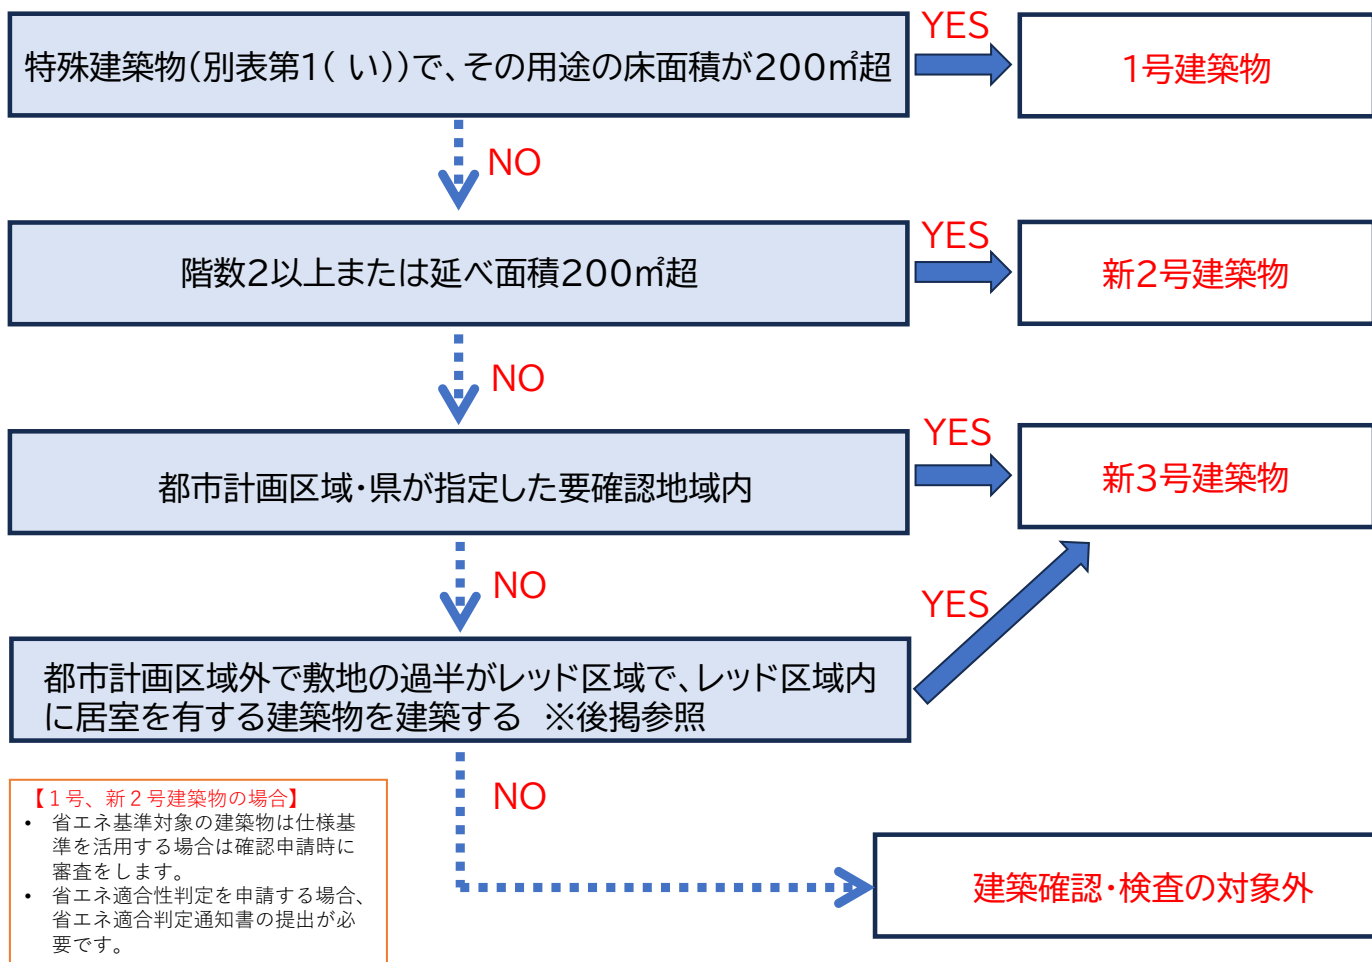 特殊建築物(別表第1( い))で、その用途の床面積が200㎡超
YES
1号建築物
NO
階数2以上または延べ面積200㎡超
YES
新2号建築物
NO
都市計画区域・県が指定した要確認地域内
YES
新3号建築物
NO
YES
都市計画区域外で敷地の過半がレッド区域で、レッド区域内
に居室を有する建築物を建築する ※後掲参照
NO
建築確認・検査の対象外
【１号、新２号建築物の場合】
• 省エネ基準対象の建築物は仕様基
準を活用する場合は確認申請時に
審査をします。
• 省エネ適合性判定を申請する場合、
省エネ適合判定通知書の提出が必
要です。